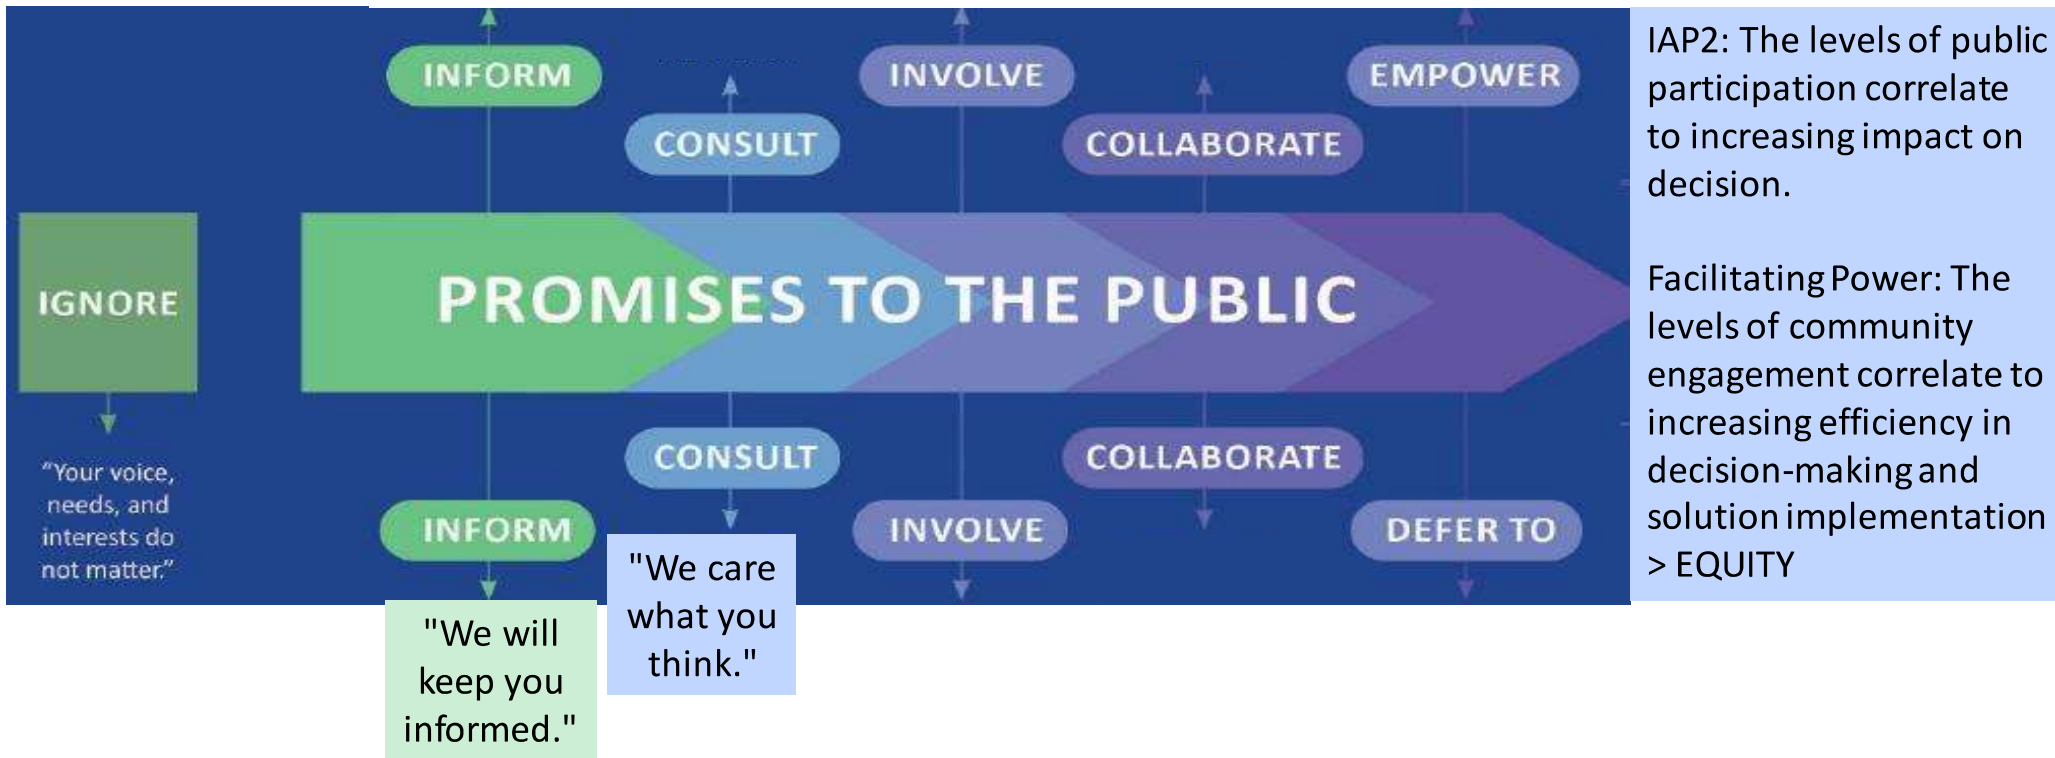 INFORM
CONSULT
INVOLVE
COLLABORATE
EMPOWER
IGNORE
PROMISES TO THE PUBLIC
"Your voice,
needs, and
interests do
not matter."
INFORM
CONSULT
INVOLVE
COLLABORATE
DEFER TO
"We will
keep you
informed."
"We care
what you
think."
IAP2: The levels of public
participation correlate
to increasing impact on
decision.
Facilitating Power: The
levels of community
engagement correlate to
increasing efficiency in
decision-making and
solution implementation
> EQUITY